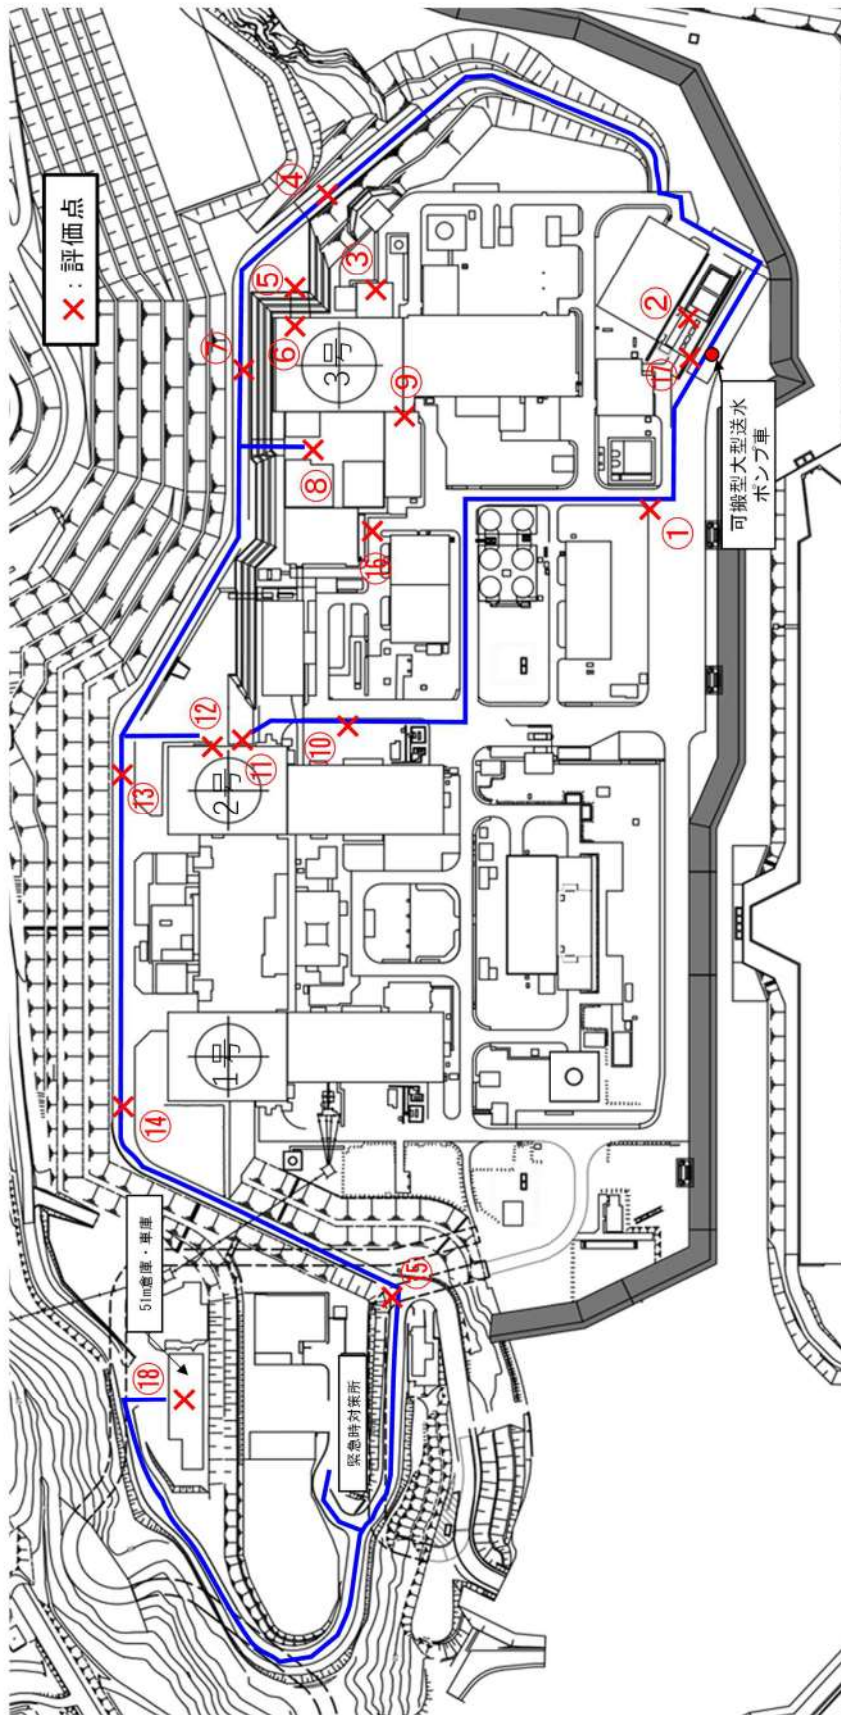 ×：評価点
④
⑤
③
⑦
⑥
3号
②
⑰
⑨
可搬型大型送水
ポンプ車
⑧
①
⑯
⑫
⑩
⑪
2号
⑬
1号
⑭
51m倉庫・車庫
⑮
⑱
緊急時対策所